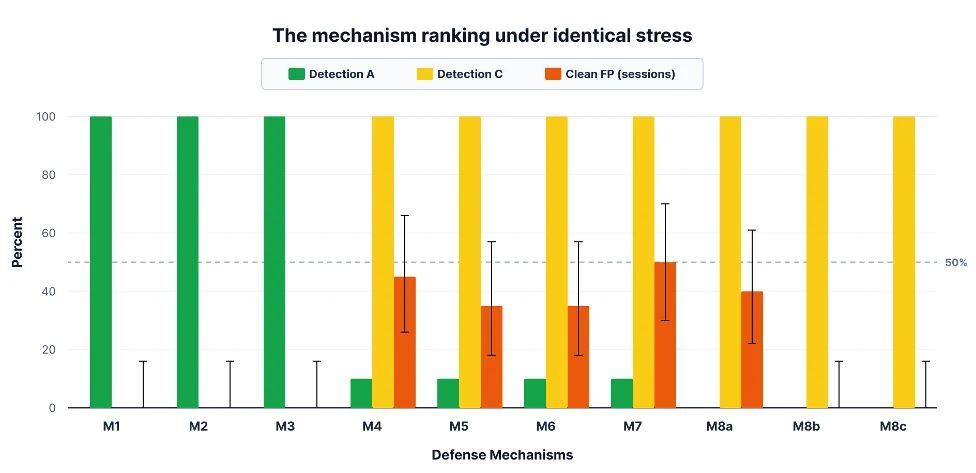 The mechanism ranking under identical stress
Detection A Detection C Clean FP (sessions)
100
80
60
50%
40
20
0
Percent
M1 M2 M3 M4 M5 M6 M7 M8a M8b M8c
Defense Mechanisms